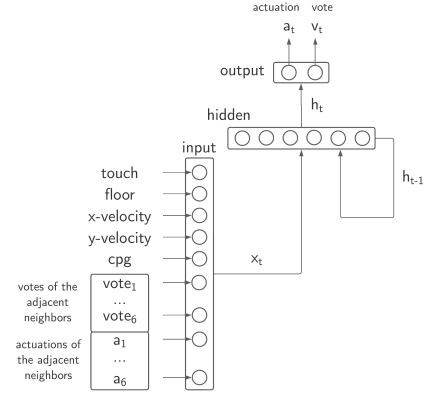 actuation vote
a_t v_t
output
h_t
hidden
input
h_t-1
touch
floor
x-velocity
y-velocity
cpg
x_t
votes of the
adjacent
neighbors
vote_1
...
vote_6
actuations of
the adjacent
neighbors
a_1
...
a_6